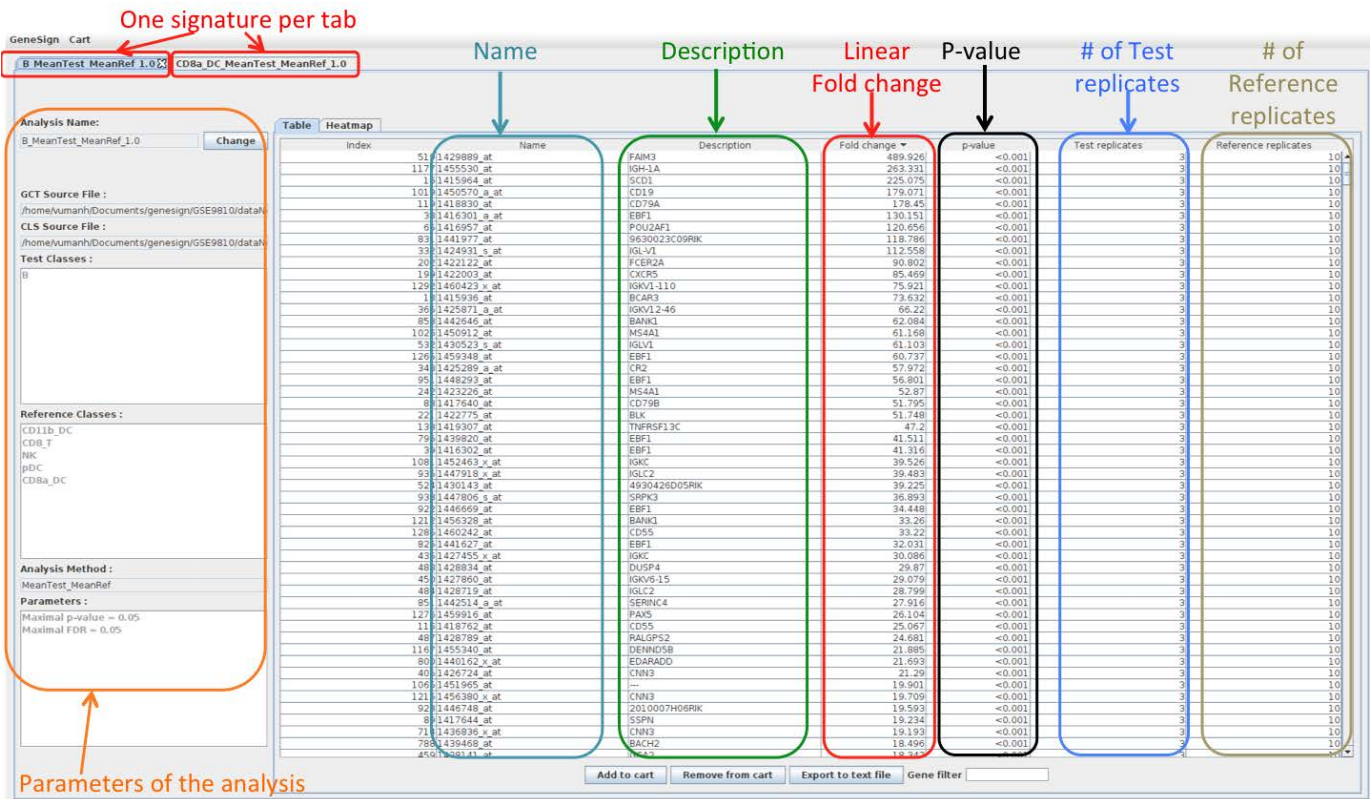 One signature per tab
GeneSign Cart
B_MeanTest_MeanRef_1.0 CD8a_DC_MeanTest_MeanRef_1.0
Name Description Linear Fold change P-value # of Test replicates # of Reference replicates
Analysis Name:
B_MeanTest_MeanRef_1.0 Change
GCT Source File :
/home/vumanh/Documents/genesign/GSE9810/dataN
CLS Source File :
/home/vumanh/Documents/genesign/GSE9810/dataN
Test Classes :
B
Reference Classes :
CD11b_DC
CD8_T
NK
pDC
CD8a_DC
Analysis Method :
MeanTest_MeanRef
Parameters :
Maximal p-value = 0.05
Maximal FDR = 0.05
Parameters of the analysis
Table Heatmap
Index Name Description Fold change p-value Test replicates Reference replicates
1429889_at FAIM3 489.926 <0.001 3 10
1455530_at IGH-1A 263.331 <0.001 3 10
1415964_at SCD1 225.075 <0.001 3 10
1450570_a_at CD19 179.071 <0.001 3 10
1418830_at CD79A 178.45 <0.001 3 10
1416301_a_at EBF1 130.151 <0.001 3 10
1416957_at POU2AF1 120.656 <0.001 3 10
1441977_at 9630023C09RIK 118.786 <0.001 3 10
1424931_s_at IGL-V1 112.558 <0.001 3 10
1422122_at FCER2A 90.802 <0.001 3 10
1422003_at CXCR5 85.469 <0.001 3 10
1460423_x_at IGKV1-110 75.921 <0.001 3 10
1415936_at BCAR3 73.632 <0.001 3 10
1425871_a_at IGKV12-46 66.22 <0.001 3 10
1442646_at BANK1 62.084 <0.001 3 10
1450912_at MS4A1 61.168 <0.001 3 10
1430523_s_at IGLV1 61.103 <0.001 3 10
1459348_at EBF1 60.737 <0.001 3 10
1425289_a_at CR2 57.972 <0.001 3 10
1448293_at EBF1 56.801 <0.001 3 10
1423226_at MS4A1 52.87 <0.001 3 10
1417640_at CD79B 51.795 <0.001 3 10
1422775_at BLK 51.748 <0.001 3 10
1419307_at TNFRSF13C 47.2 <0.001 3 10
1439820_at EBF1 41.511 <0.001 3 10
1416302_at EBF1 41.316 <0.001 3 10
1452463_x_at IGKC 39.526 <0.001 3 10
1447918_x_at IGLC2 39.483 <0.001 3 10
1430143_at 4930426D05RIK 39.225 <0.001 3 10
1447806_s_at SRPK3 36.893 <0.001 3 10
1446669_at EBF1 34.448 <0.001 3 10
1456328_at BANK1 33.26 <0.001 3 10
1460242_at CD55 33.22 <0.001 3 10
1441627_at EBF1 32.031 <0.001 3 10
1427455_x_at IGKC 30.086 <0.001 3 10
1428834_at DUSP4 29.87 <0.001 3 10
1427860_at IGKV6-15 29.079 <0.001 3 10
1428719_at IGLC2 28.799 <0.001 3 10
1442514_a_at SERINC4 27.916 <0.001 3 10
1459916_at PAX5 26.104 <0.001 3 10
1418762_at CD55 25.067 <0.001 3 10
1428789_at RALGPS2 24.681 <0.001 3 10
1455340_at DENND5B 21.885 <0.001 3 10
1440162_x_at EDARADD 21.693 <0.001 3 10
1426724_at CNN3 21.29 <0.001 3 10
1451965_at --- 19.901 <0.001 3 10
1456380_x_at CNN3 19.709 <0.001 3 10
1446748_at 2010007H06RIK 19.593 <0.001 3 10
1417644_at SSPN 19.234 <0.001 3 10
1436836_x_at CNN3 19.193 <0.001 3 10
1439468_at BACH2 18.496 <0.001 3 10
Add to cart Remove from cart Export to text file Gene filter